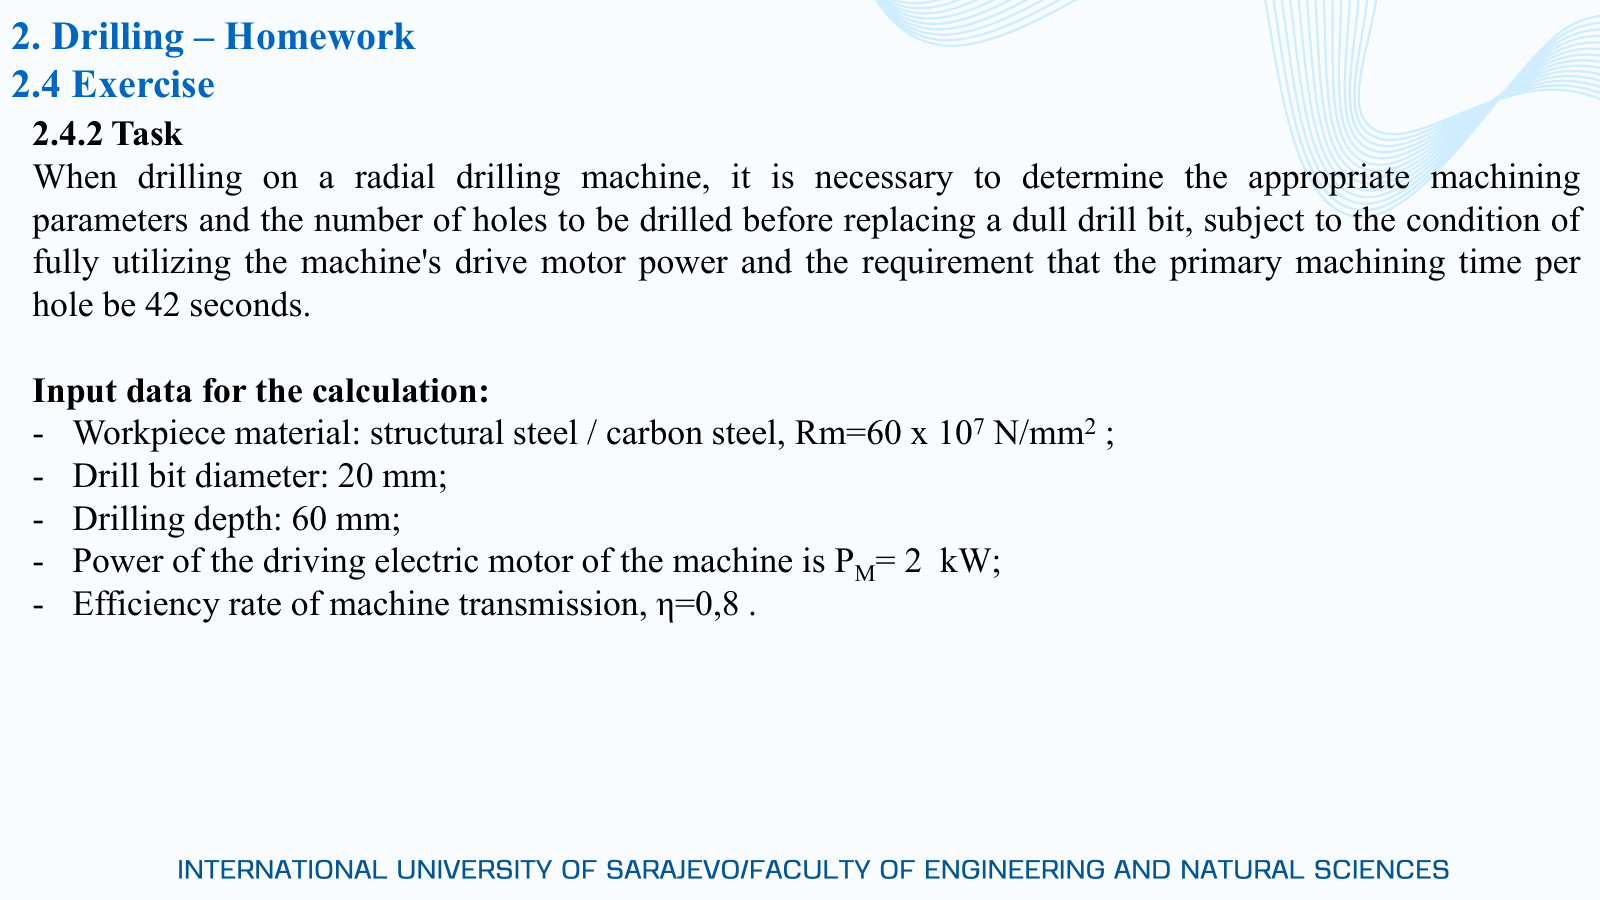 2. Drilling – Homework
2.4 Exercise
2.4.2 Task
When drilling on a radial drilling machine, it is necessary to determine the appropriate machining
parameters and the number of holes to be drilled before replacing a dull drill bit, subject to the condition of
fully utilizing the machine's drive motor power and the requirement that the primary machining time per
hole be 42 seconds.
Input data for the calculation:
- Workpiece material: structural steel / carbon steel, Rm=60 x 10⁷ N/mm² ;
- Drill bit diameter: 20 mm;
- Drilling depth: 60 mm;
- Power of the driving electric motor of the machine is P_M= 2 kW;
- Efficiency rate of machine transmission, η=0,8 .
INTERNATIONAL UNIVERSITY OF SARAJEVO/FACULTY OF ENGINEERING AND NATURAL SCIENCES